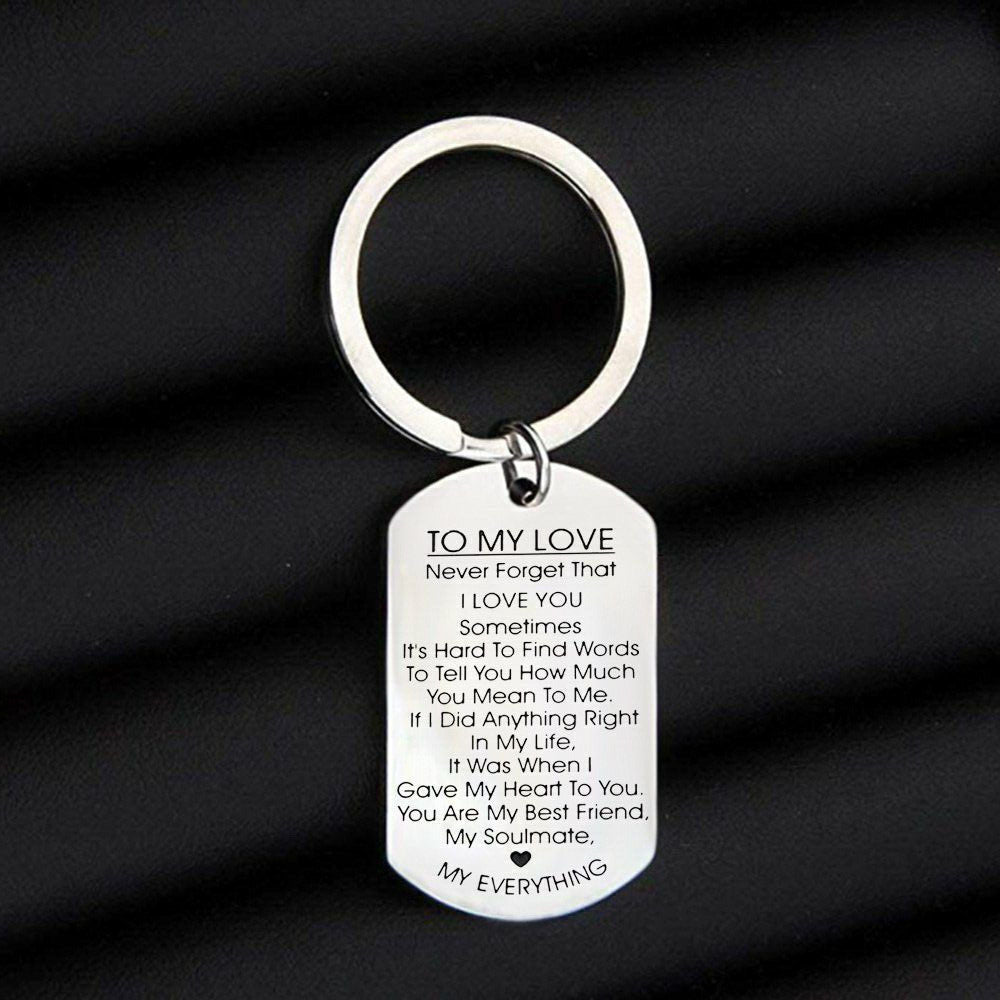 TO MY LOVE
Never Forget That
I LOVE YOU
Sometimes
It's Hard To Find Words
To Tell You How Much
You Mean To Me.
If I Did Anything Right
In My Life,
It Was When I
Gave My Heart To You.
You Are My Best Friend,
My Soulmate,
MY EVERYTHING